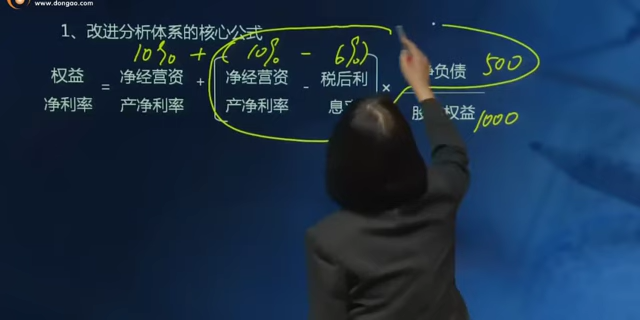 www.dongao.com
1、改进分析体系的核心公式
10% + ( 10% - 6%)
权益净利率 = 净经营资产净利率 + [ 净经营资产净利率 - 税后利息 ] × 负债 500
股 权益 1000